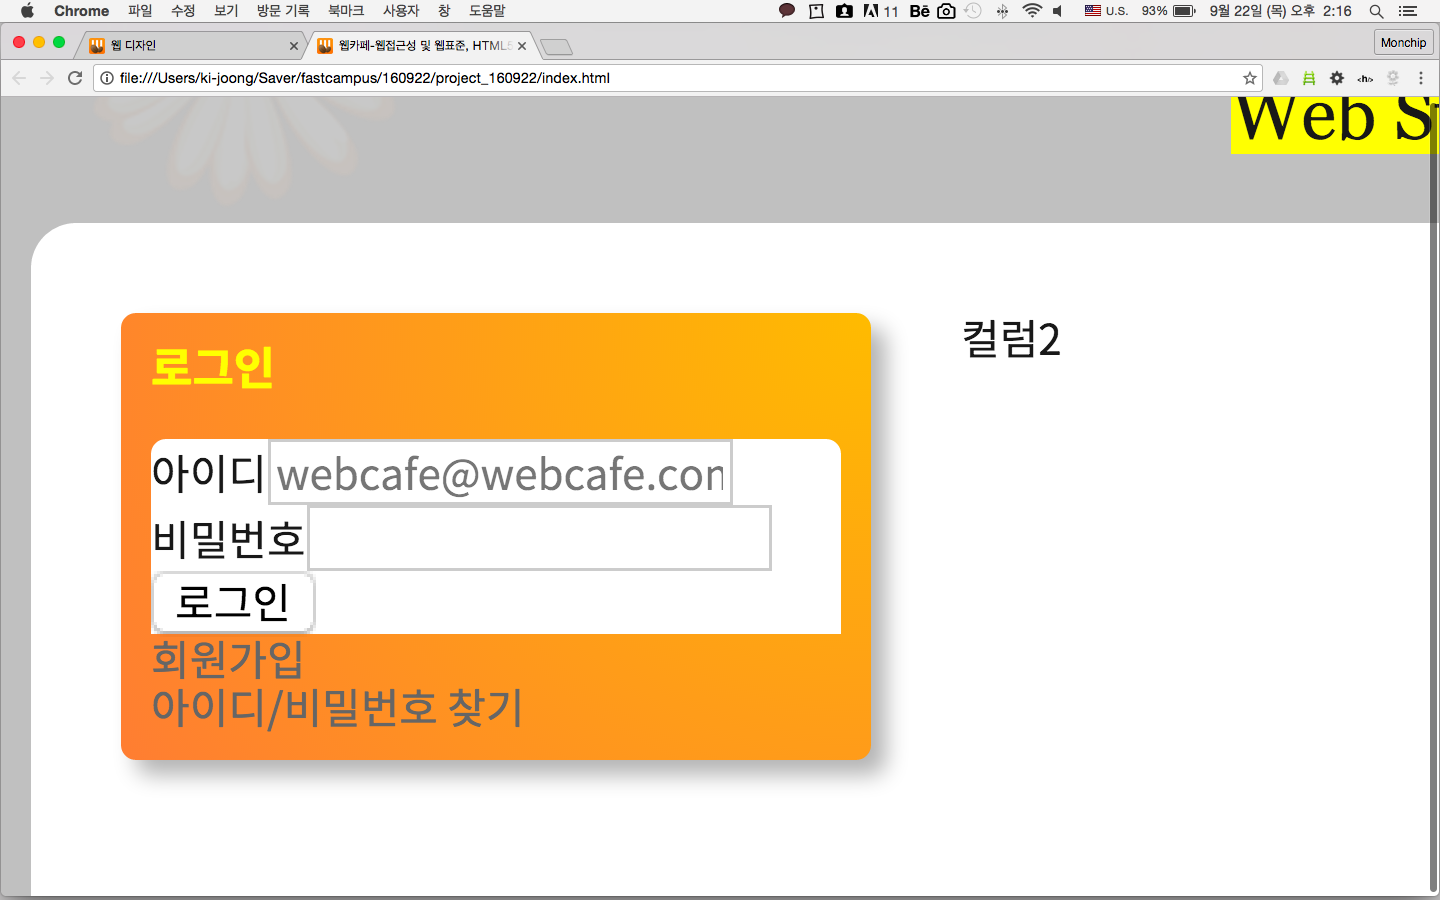 Chrome 파일 수정 보기 방문 기록 북마크 사용자 창 도움말 11 Bē U.S. 93% 9월 22일 (목) 오후 2:16
웹 디자인 웹카페-웹접근성 및 웹표준, HTML5 Monchip
file:///Users/ki-joong/Saver/fastcampus/160922/project_160922/index.html <h/>
Web S
로그인
컬럼2
아이디 webcafe@webcafe.con
비밀번호
로그인
회원가입
아이디/비밀번호 찾기